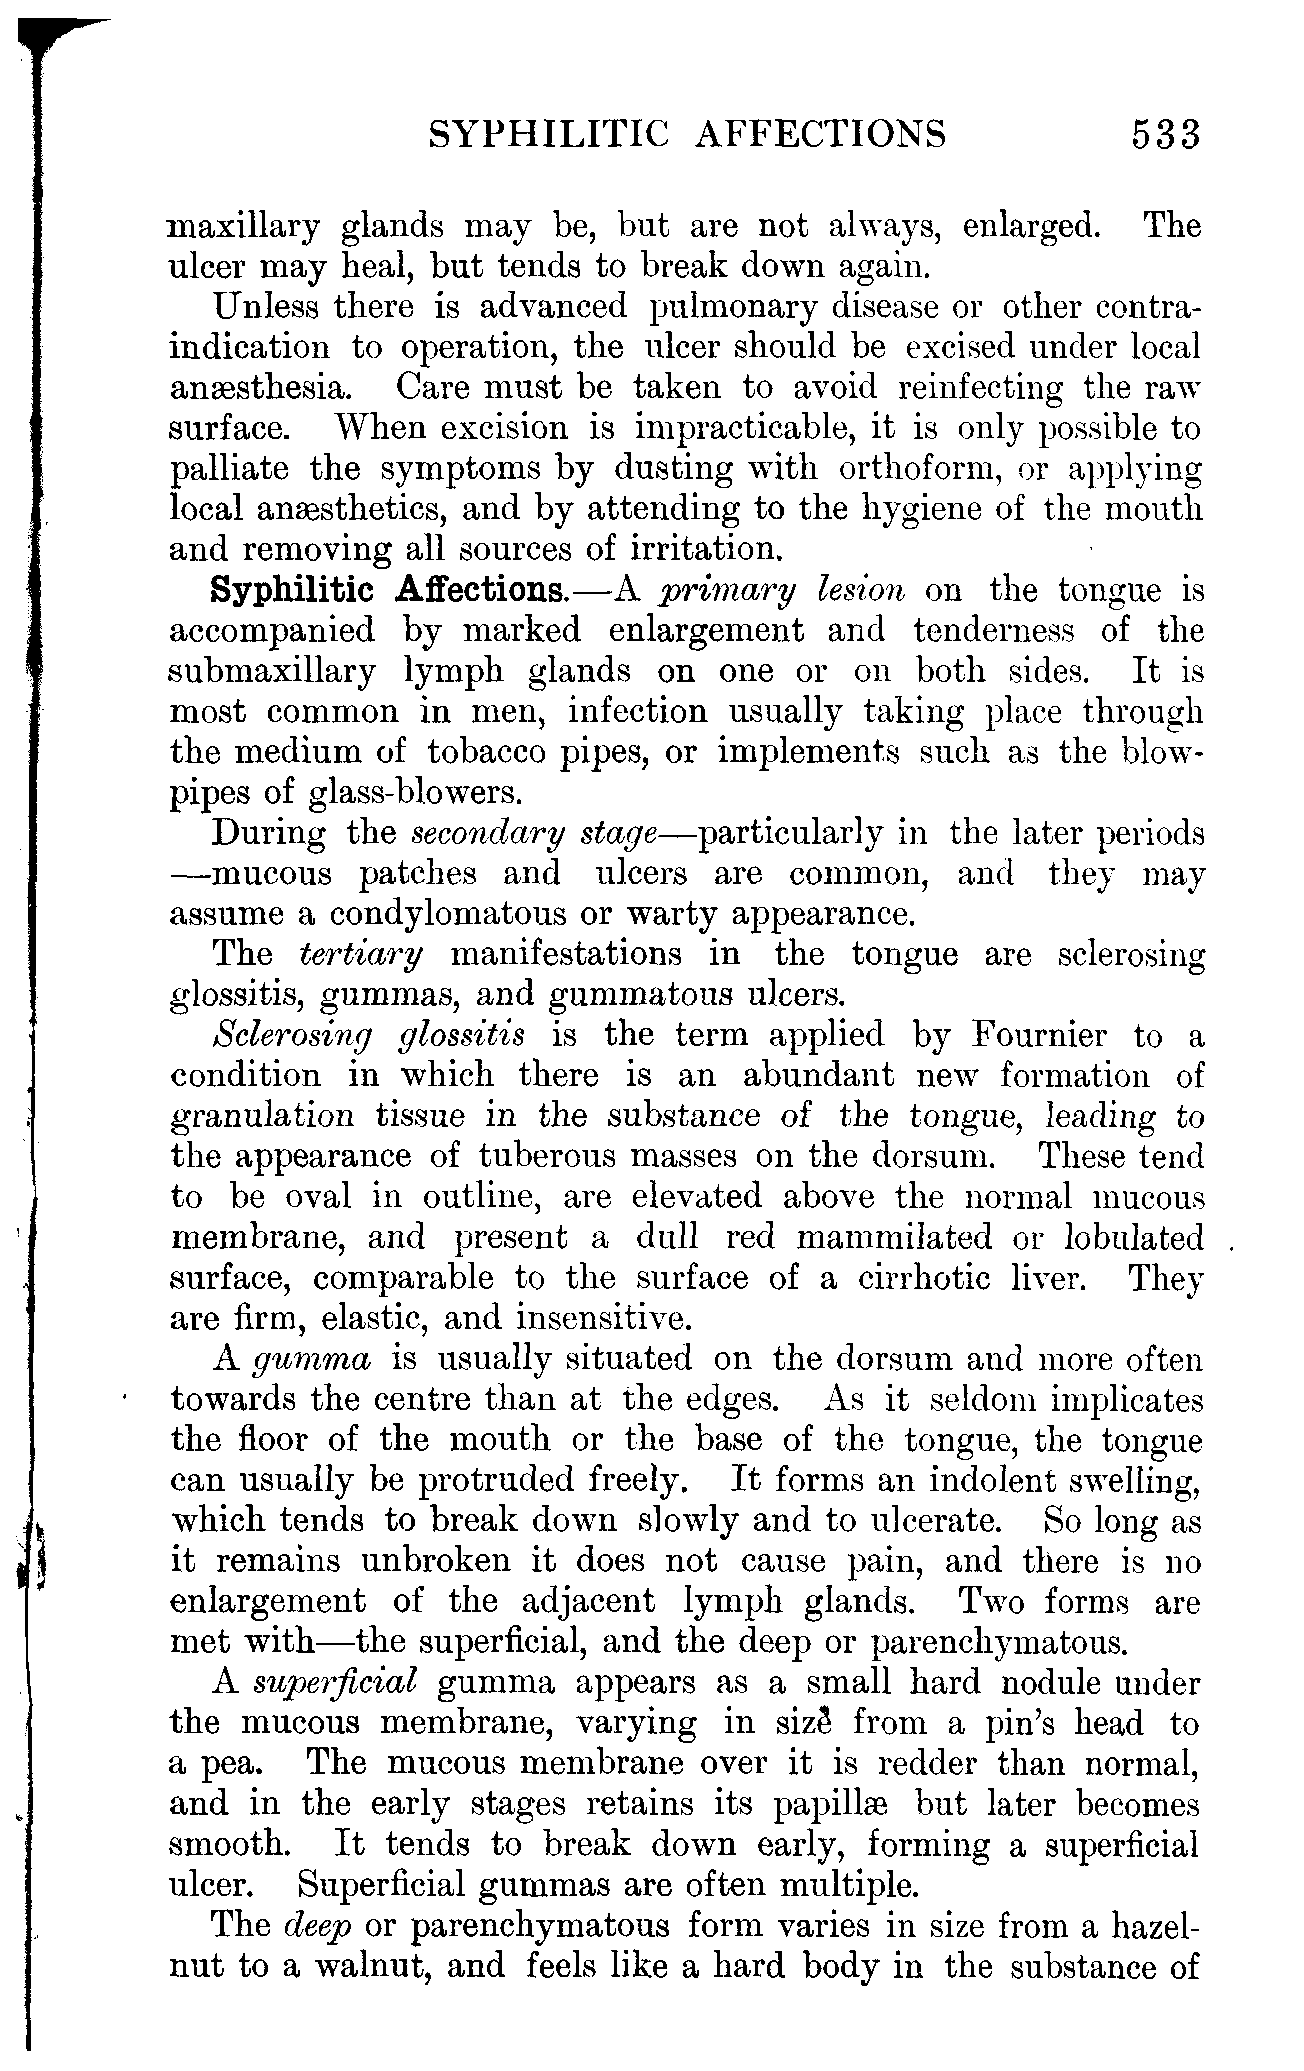 SYPHILITIC AFFECTIONS 533
maxillary glands may be, but are not always, enlarged. The
ulcer may heal, but tends to break down again.
Unless there is advanced pulmonary disease or other contra-
indication to operation, the ulcer should be excised under local
anæsthesia. Care must be taken to avoid reinfecting the raw
surface. When excision is impracticable, it is only possible to
palliate the symptoms by dusting with orthoform, or applying
local anæsthetics, and by attending to the hygiene of the mouth
and removing all sources of irritation.
Syphilitic Affections.—A primary lesion on the tongue is
accompanied by marked enlargement and tenderness of the
submaxillary lymph glands on one or on both sides. It is
most common in men, infection usually taking place through
the medium of tobacco pipes, or implements such as the blow-
pipes of glass-blowers.
During the secondary stage—particularly in the later periods
—mucous patches and ulcers are common, and they may
assume a condylomatous or warty appearance.
The tertiary manifestations in the tongue are sclerosing
glossitis, gummas, and gummatous ulcers.
Sclerosing glossitis is the term applied by Fournier to a
condition in which there is an abundant new formation of
granulation tissue in the substance of the tongue, leading to
the appearance of tuberous masses on the dorsum. These tend
to be oval in outline, are elevated above the normal mucous
membrane, and present a dull red mammilated or lobulated
surface, comparable to the surface of a cirrhotic liver. They
are firm, elastic, and insensitive.
A gumma is usually situated on the dorsum and more often
towards the centre than at the edges. As it seldom implicates
the floor of the mouth or the base of the tongue, the tongue
can usually be protruded freely. It forms an indolent swelling,
which tends to break down slowly and to ulcerate. So long as
it remains unbroken it does not cause pain, and there is no
enlargement of the adjacent lymph glands. Two forms are
met with—the superficial, and the deep or parenchymatous.
A superficial gumma appears as a small hard nodule under
the mucous membrane, varying in size from a pin's head to
a pea. The mucous membrane over it is redder than normal,
and in the early stages retains its papillæ but later becomes
smooth. It tends to break down early, forming a superficial
ulcer. Superficial gummas are often multiple.
The deep or parenchymatous form varies in size from a hazel-
nut to a walnut, and feels like a hard body in the substance of